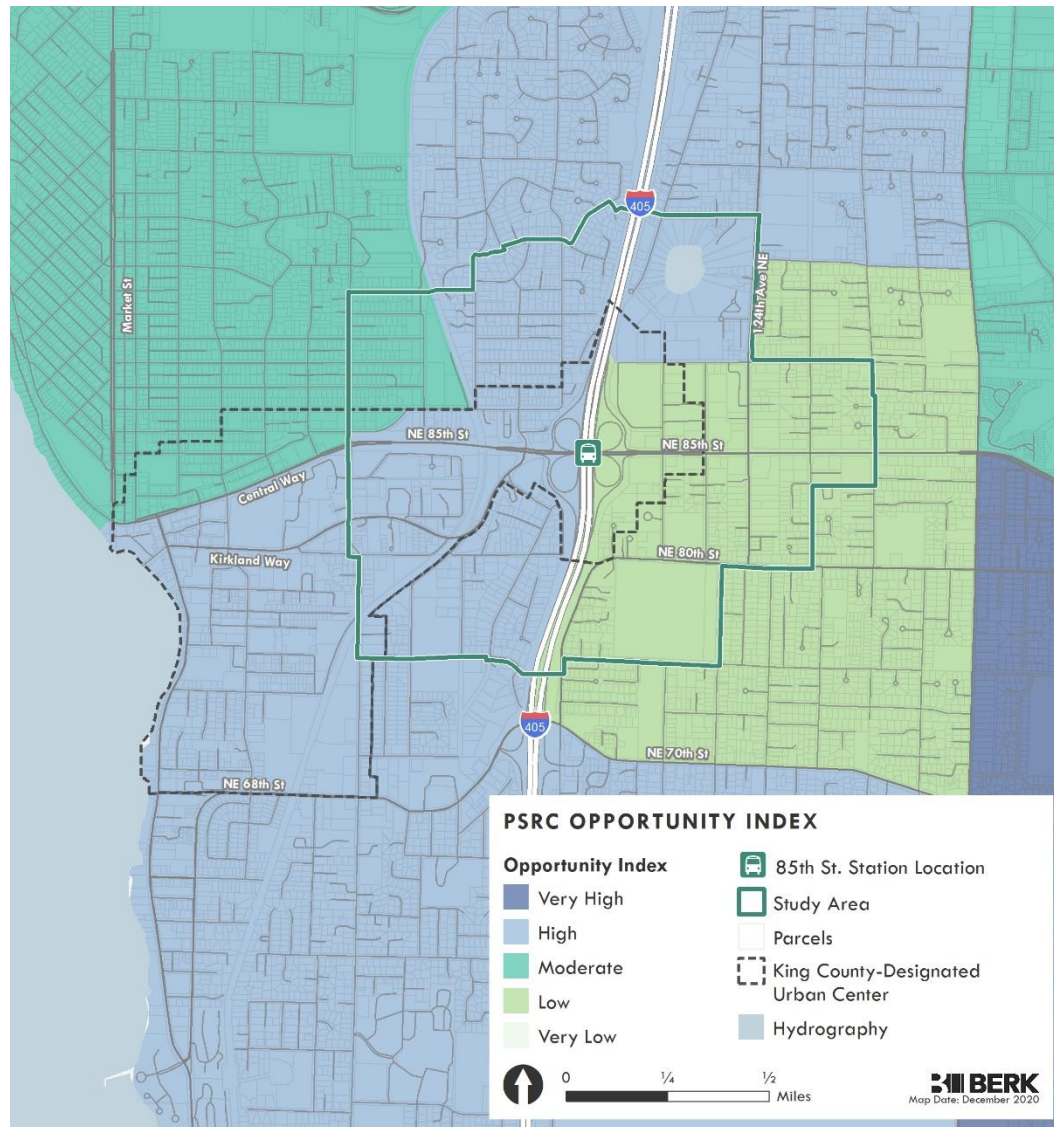 405
Market St
124th Ave NE
NE 85th St
NE 85th St
Central Way
Kirkland Way
NE 80th St
405
NE 70th St
NE 68th St
PSRC OPPORTUNITY INDEX
Opportunity Index
Very High
High
Moderate
Low
Very Low
85th St. Station Location
Study Area
Parcels
King County-Designated
Urban Center
Hydrography
0 ¼ ½
Miles
BERK
Map Date: December 2020